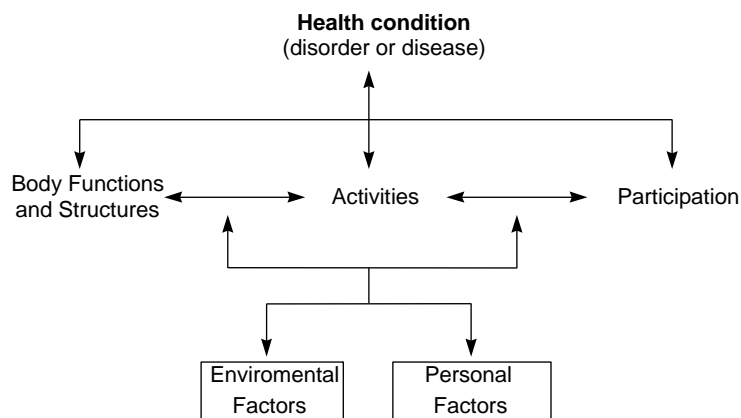 Health condition
(disorder or disease)
Body Functions
and Structures
Activities
Participation
Enviromental
Factors
Personal
Factors